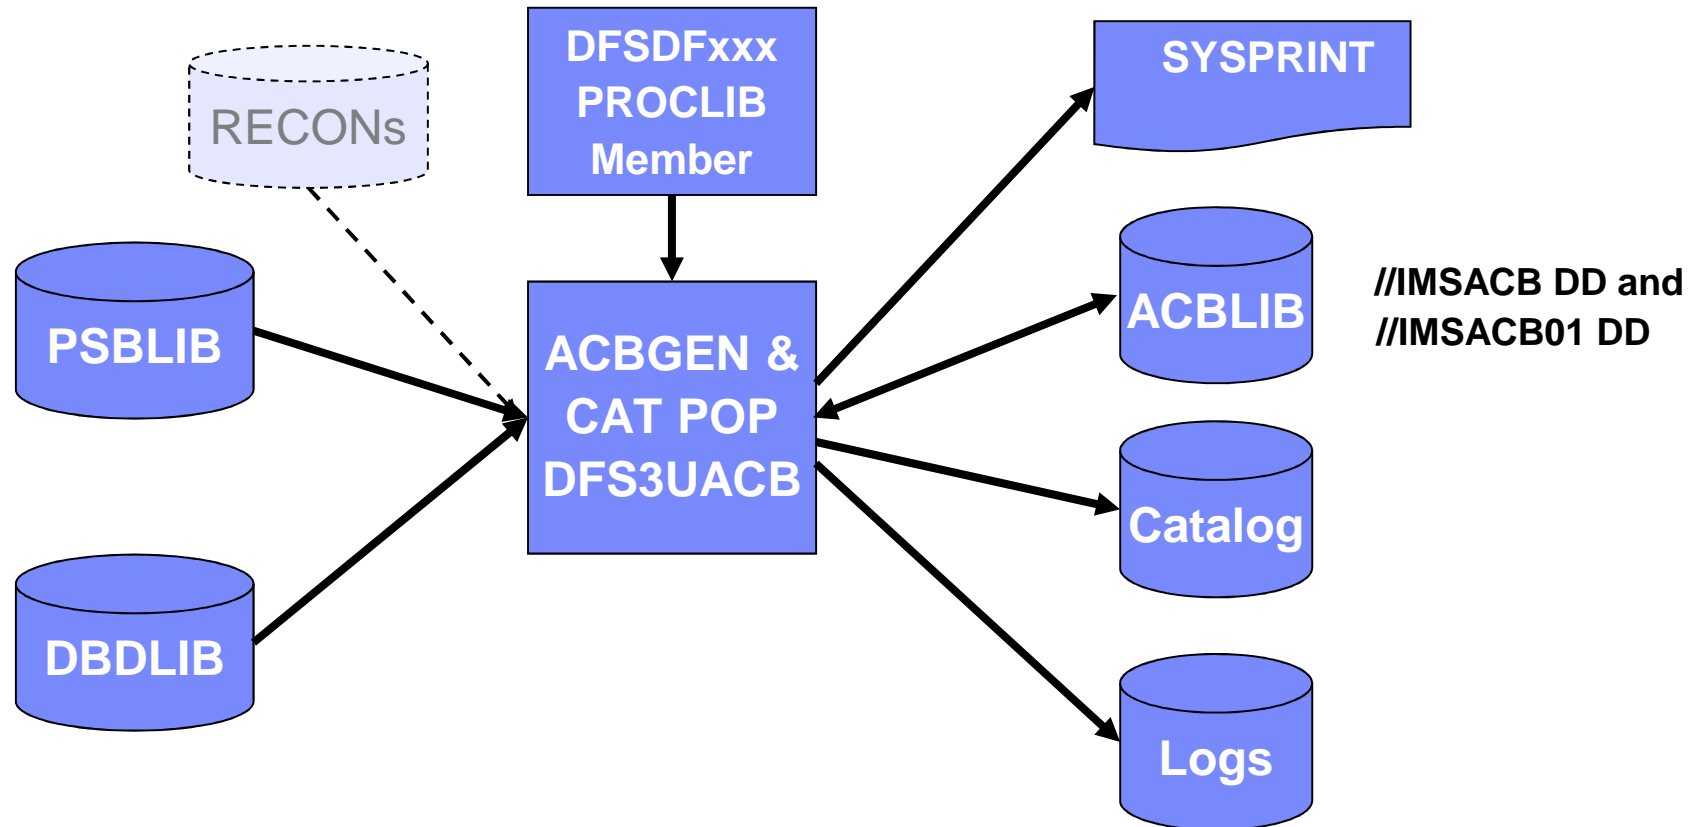 DFSDFxxx
PROCLIB
Member
SYSPRINT
RECONs
PSBLIB
ACBGEN &
CAT POP
DFS3UACB
ACBLIB
//IMSACB DD and
//IMSACB01 DD
Catalog
DBDLIB
Logs